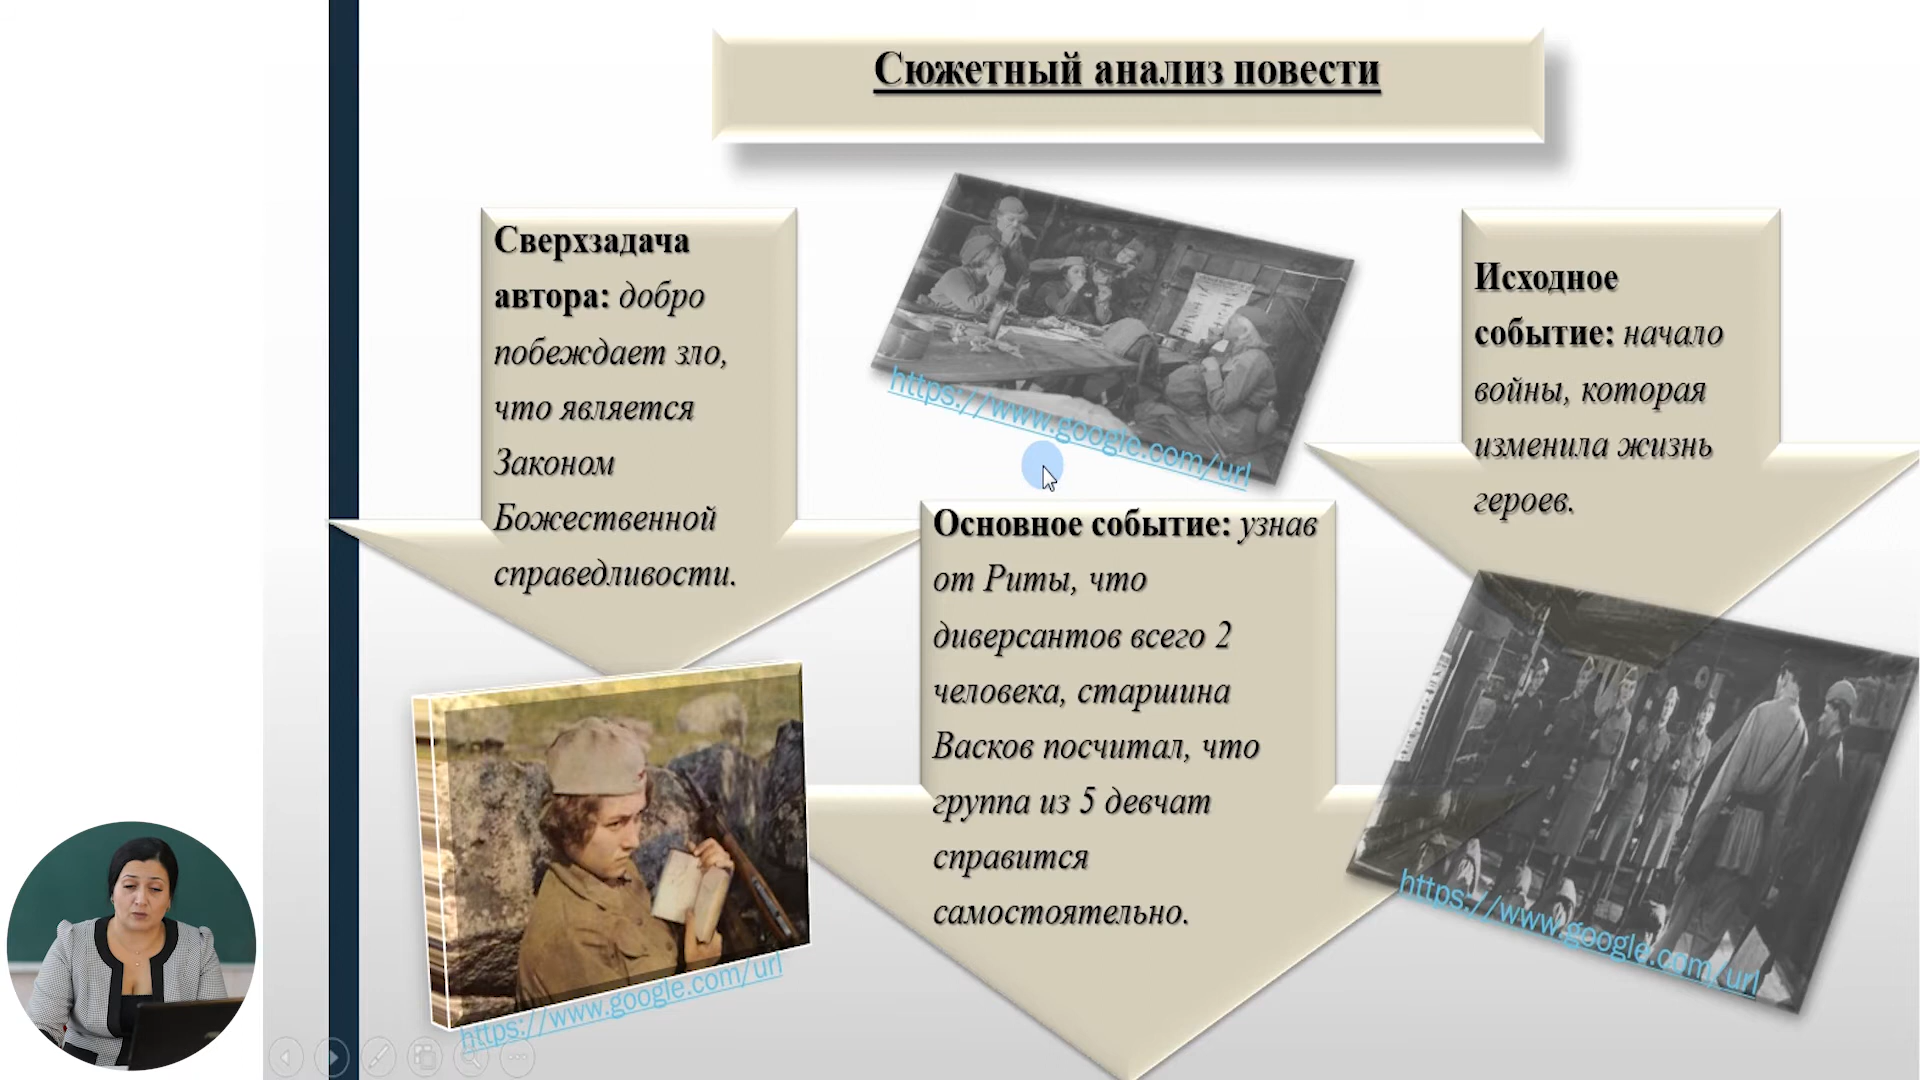 Сюжетный анализ повести
Сверхзадача
автора: добро
побеждает зло,
что является
Законом
Божественной
справедливости.
https://www.google.com/url
https://www.google.com/url
Основное событие: узнав
от Риты, что
диверсантов всего 2
человека, старшина
Васков посчитал, что
группа из 5 девчат
справится
самостоятельно.
Исходное
событие: начало
войны, которая
изменила жизнь
героев.
https://www.google.com/url